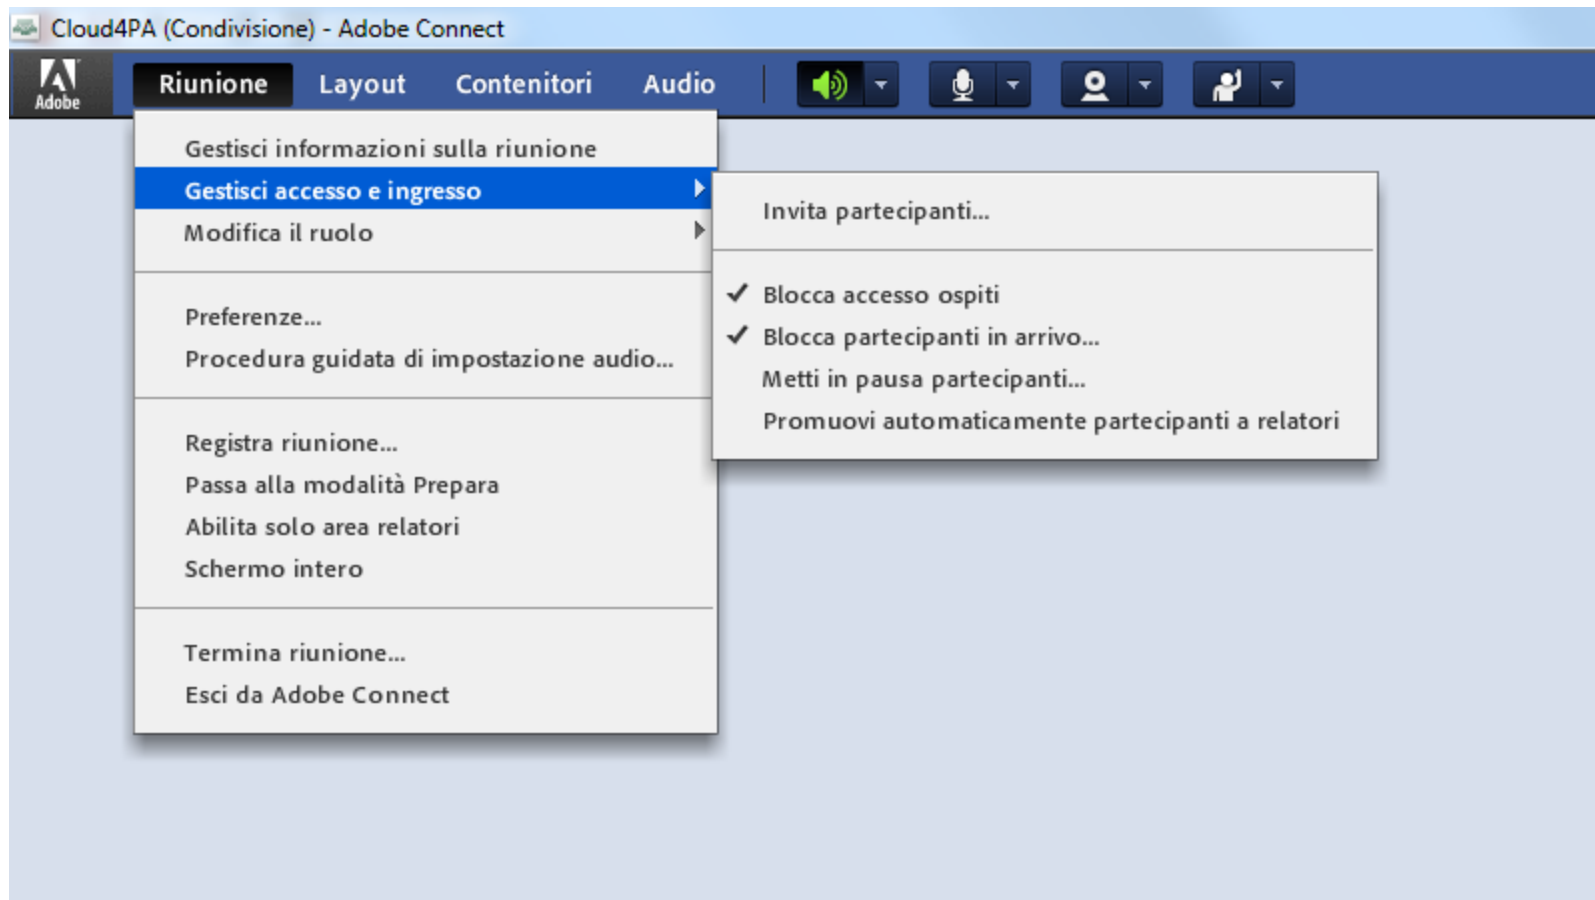 Cloud4PA (Condivisione) - Adobe Connect
Adobe
Riunione Layout Contenitori Audio
Gestisci informazioni sulla riunione
Gestisci accesso e ingresso
Modifica il ruolo
Preferenze...
Procedura guidata di impostazione audio...
Registra riunione...
Passa alla modalità Prepara
Abilita solo area relatori
Schermo intero
Termina riunione...
Esci da Adobe Connect
Invita partecipanti...
Blocca accesso ospiti
Blocca partecipanti in arrivo...
Metti in pausa partecipanti...
Promuovi automaticamente partecipanti a relatori